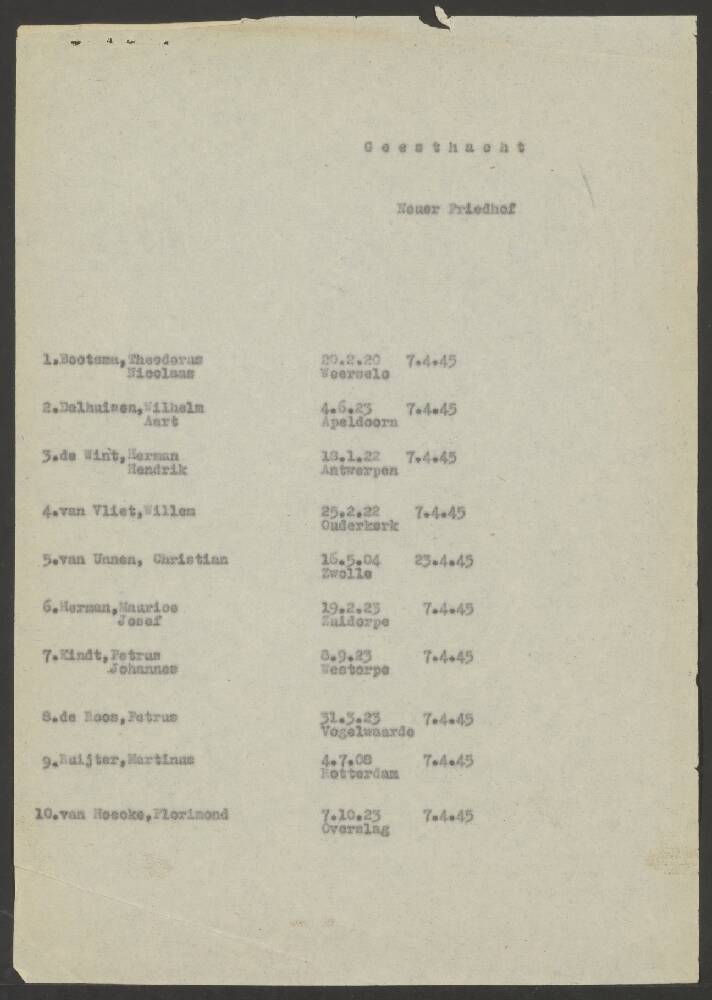 G e e s t h a c h t
Neuer Friedhof
1.Bootsma,Theodorus 29.2.20 7.4.45
Nicolaas Weerselo
2.Dalhuisen,Wilhelm 4.6.23 7.4.45
Aart Apeldoorn
3.de Wint,Herman 18.1.22 7.4.45
Hendrik Antwerpen
4.van Vliet,Willem 25.2.22 7.4.45
Ouderkerk
5.van Unnen, Christian 16.5.04 23.4.45
Zwolle
6.Herman,Maurice 19.2.23 7.4.45
Josef Zuidorpe
7.Kindt,Petrus 8.9.23 7.4.45
Johannes Westorpe
8.de Roos,Petrus 31.3.23 7.4.45
Vogelwaarde
9.Ruijter,Martinus 4.7.08 7.4.45
Rotterdam
10.van Hoecke,Florimond 7.10.23 7.4.45
Overslag